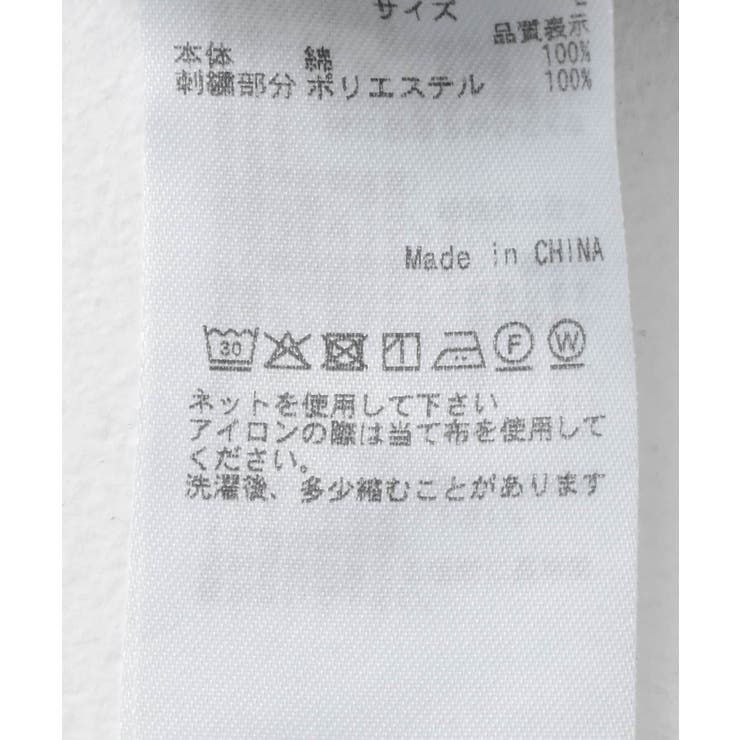 サイズ
品質表示
本体 綿 100%
刺繍部分 ポリエステル 100%
Made in CHINA
30 F W
ネットを使用して下さい
アイロンの際は当て布を使用して
ください。
洗濯後、多少縮むことがあります